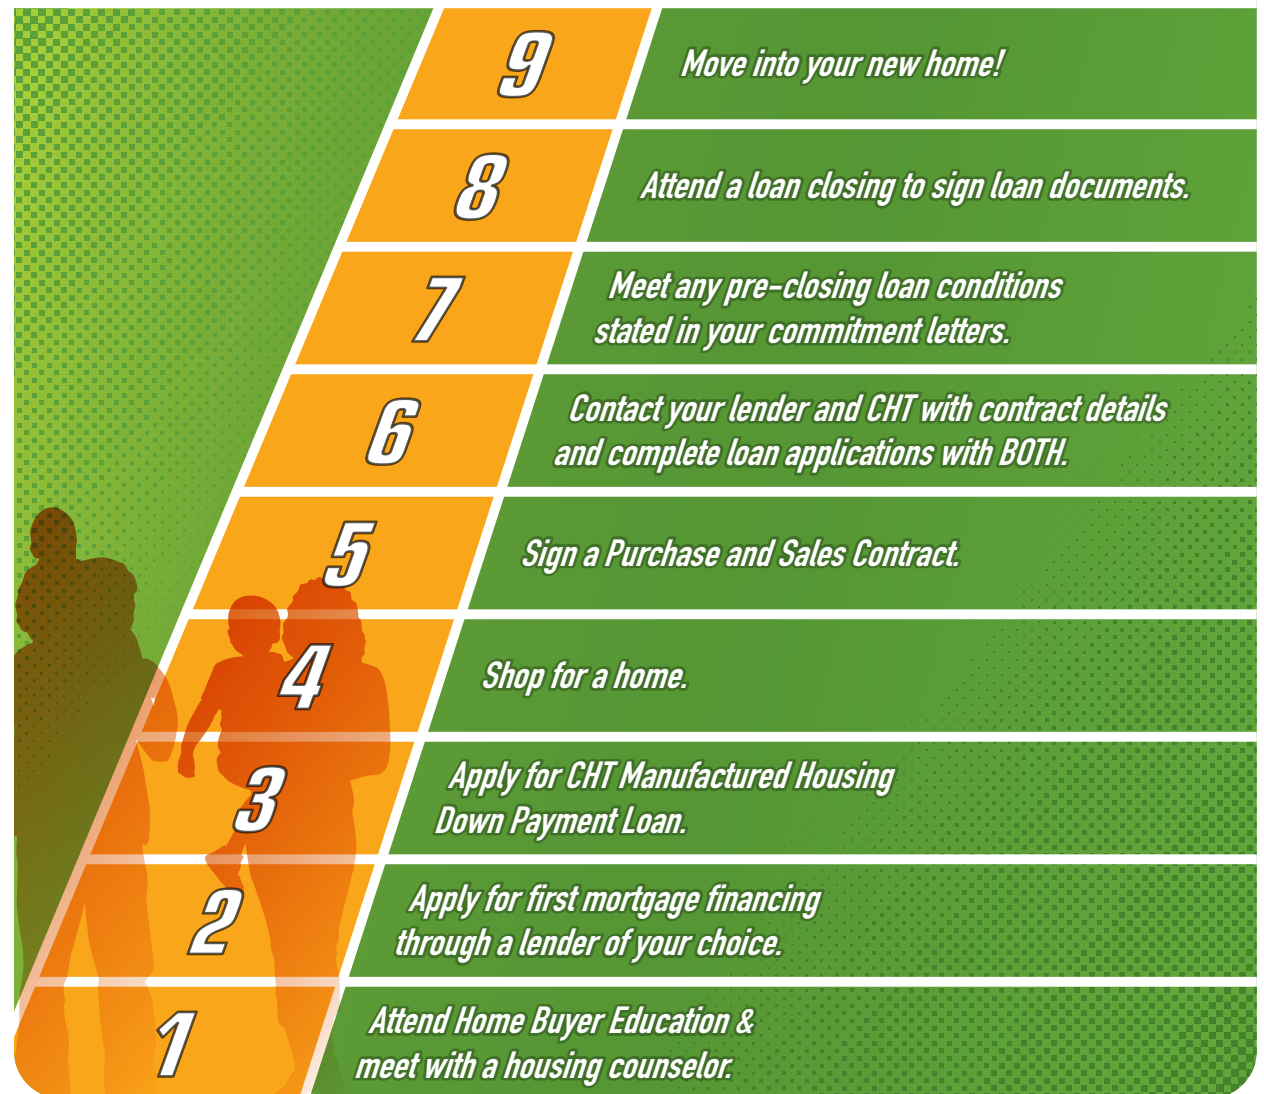 9
Move into your new home!
8
Attend a loan closing to sign loan documents.
7
Meet any pre-closing loan conditions
stated in your commitment letters.
6
Contact your lender and CHT with contract details
and complete loan applications with BOTH.
5
Sign a Purchase and Sales Contract.
4
Shop for a home.
3
Apply for CHT Manufactured Housing
Down Payment Loan.
2
Apply for first mortgage financing
through a lender of your choice.
1
Attend Home Buyer Education &
meet with a housing counselor.